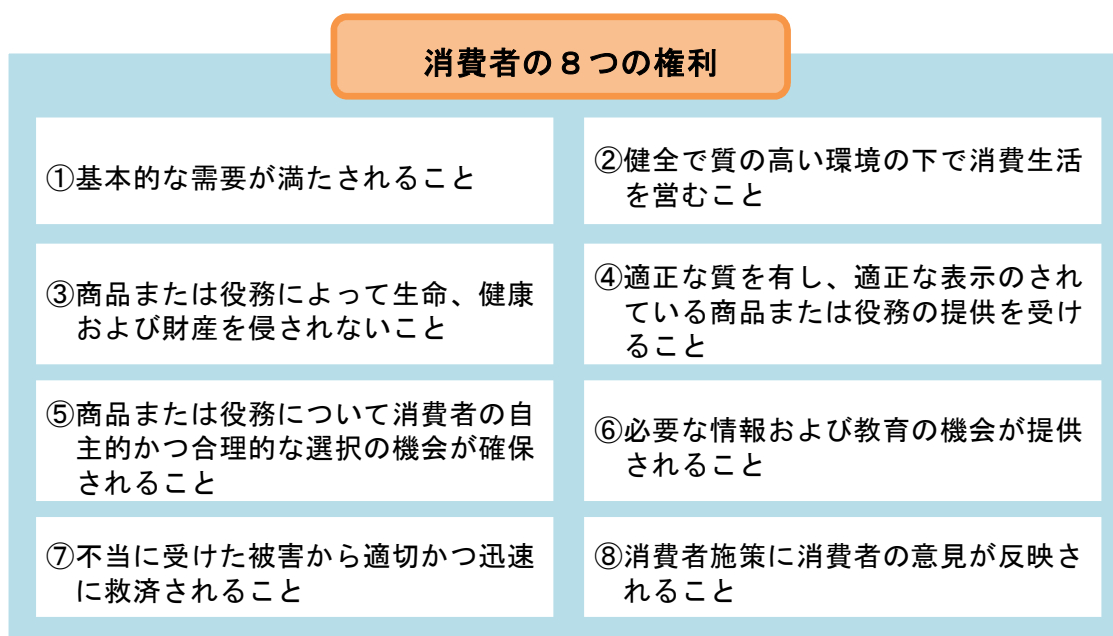 消費者の８つの権利
①基本的な需要が満たされること
②健全で質の高い環境の下で消費生活
を営むこと
③商品または役務によって生命、健康
および財産を侵されないこと
④適正な質を有し、適正な表示のされ
ている商品または役務の提供を受け
ること
⑤商品または役務について消費者の自
主的かつ合理的な選択の機会が確保
されること
⑥必要な情報および教育の機会が提供
されること
⑦不当に受けた被害から適切かつ迅速
に救済されること
⑧消費者施策に消費者の意見が反映さ
れること